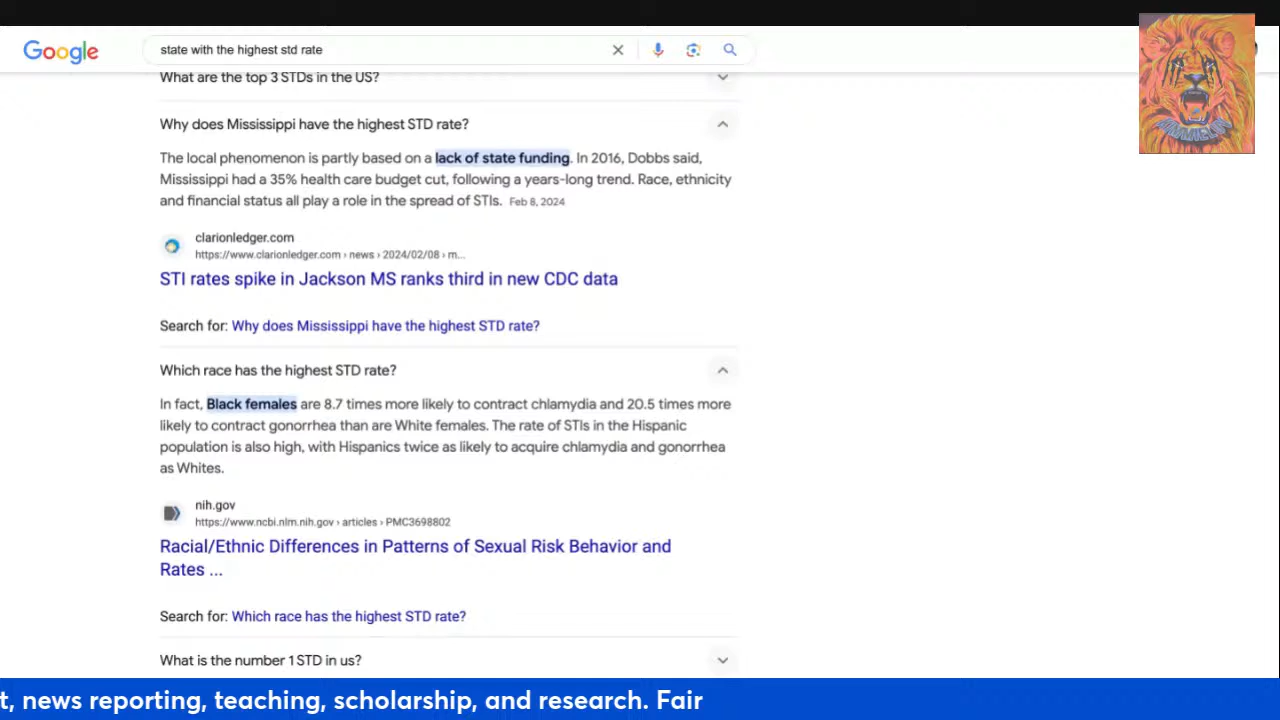 Google
state with the highest std rate
What are the top 3 STDs in the US?
Why does Mississippi have the highest STD rate?
The local phenomenon is partly based on a lack of state funding. In 2016, Dobbs said,
Mississippi had a 35% health care budget cut, following a years-long trend. Race, ethnicity
and financial status all play a role in the spread of STIs. Feb 8, 2024
clarionledger.com
https://www.clarionledger.com › news › 2024/02/08 › m...
STI rates spike in Jackson MS ranks third in new CDC data
Search for: Why does Mississippi have the highest STD rate?
Which race has the highest STD rate?
In fact, Black females are 8.7 times more likely to contract chlamydia and 20.5 times more
likely to contract gonorrhea than are White females. The rate of STIs in the Hispanic
population is also high, with Hispanics twice as likely to acquire chlamydia and gonorrhea
as Whites.
nih.gov
https://www.ncbi.nlm.nih.gov › articles › PMC3698802
Racial/Ethnic Differences in Patterns of Sexual Risk Behavior and
Rates ...
Search for: Which race has the highest STD rate?
What is the number 1 STD in us?
t, news reporting, teaching, scholarship, and research. Fair